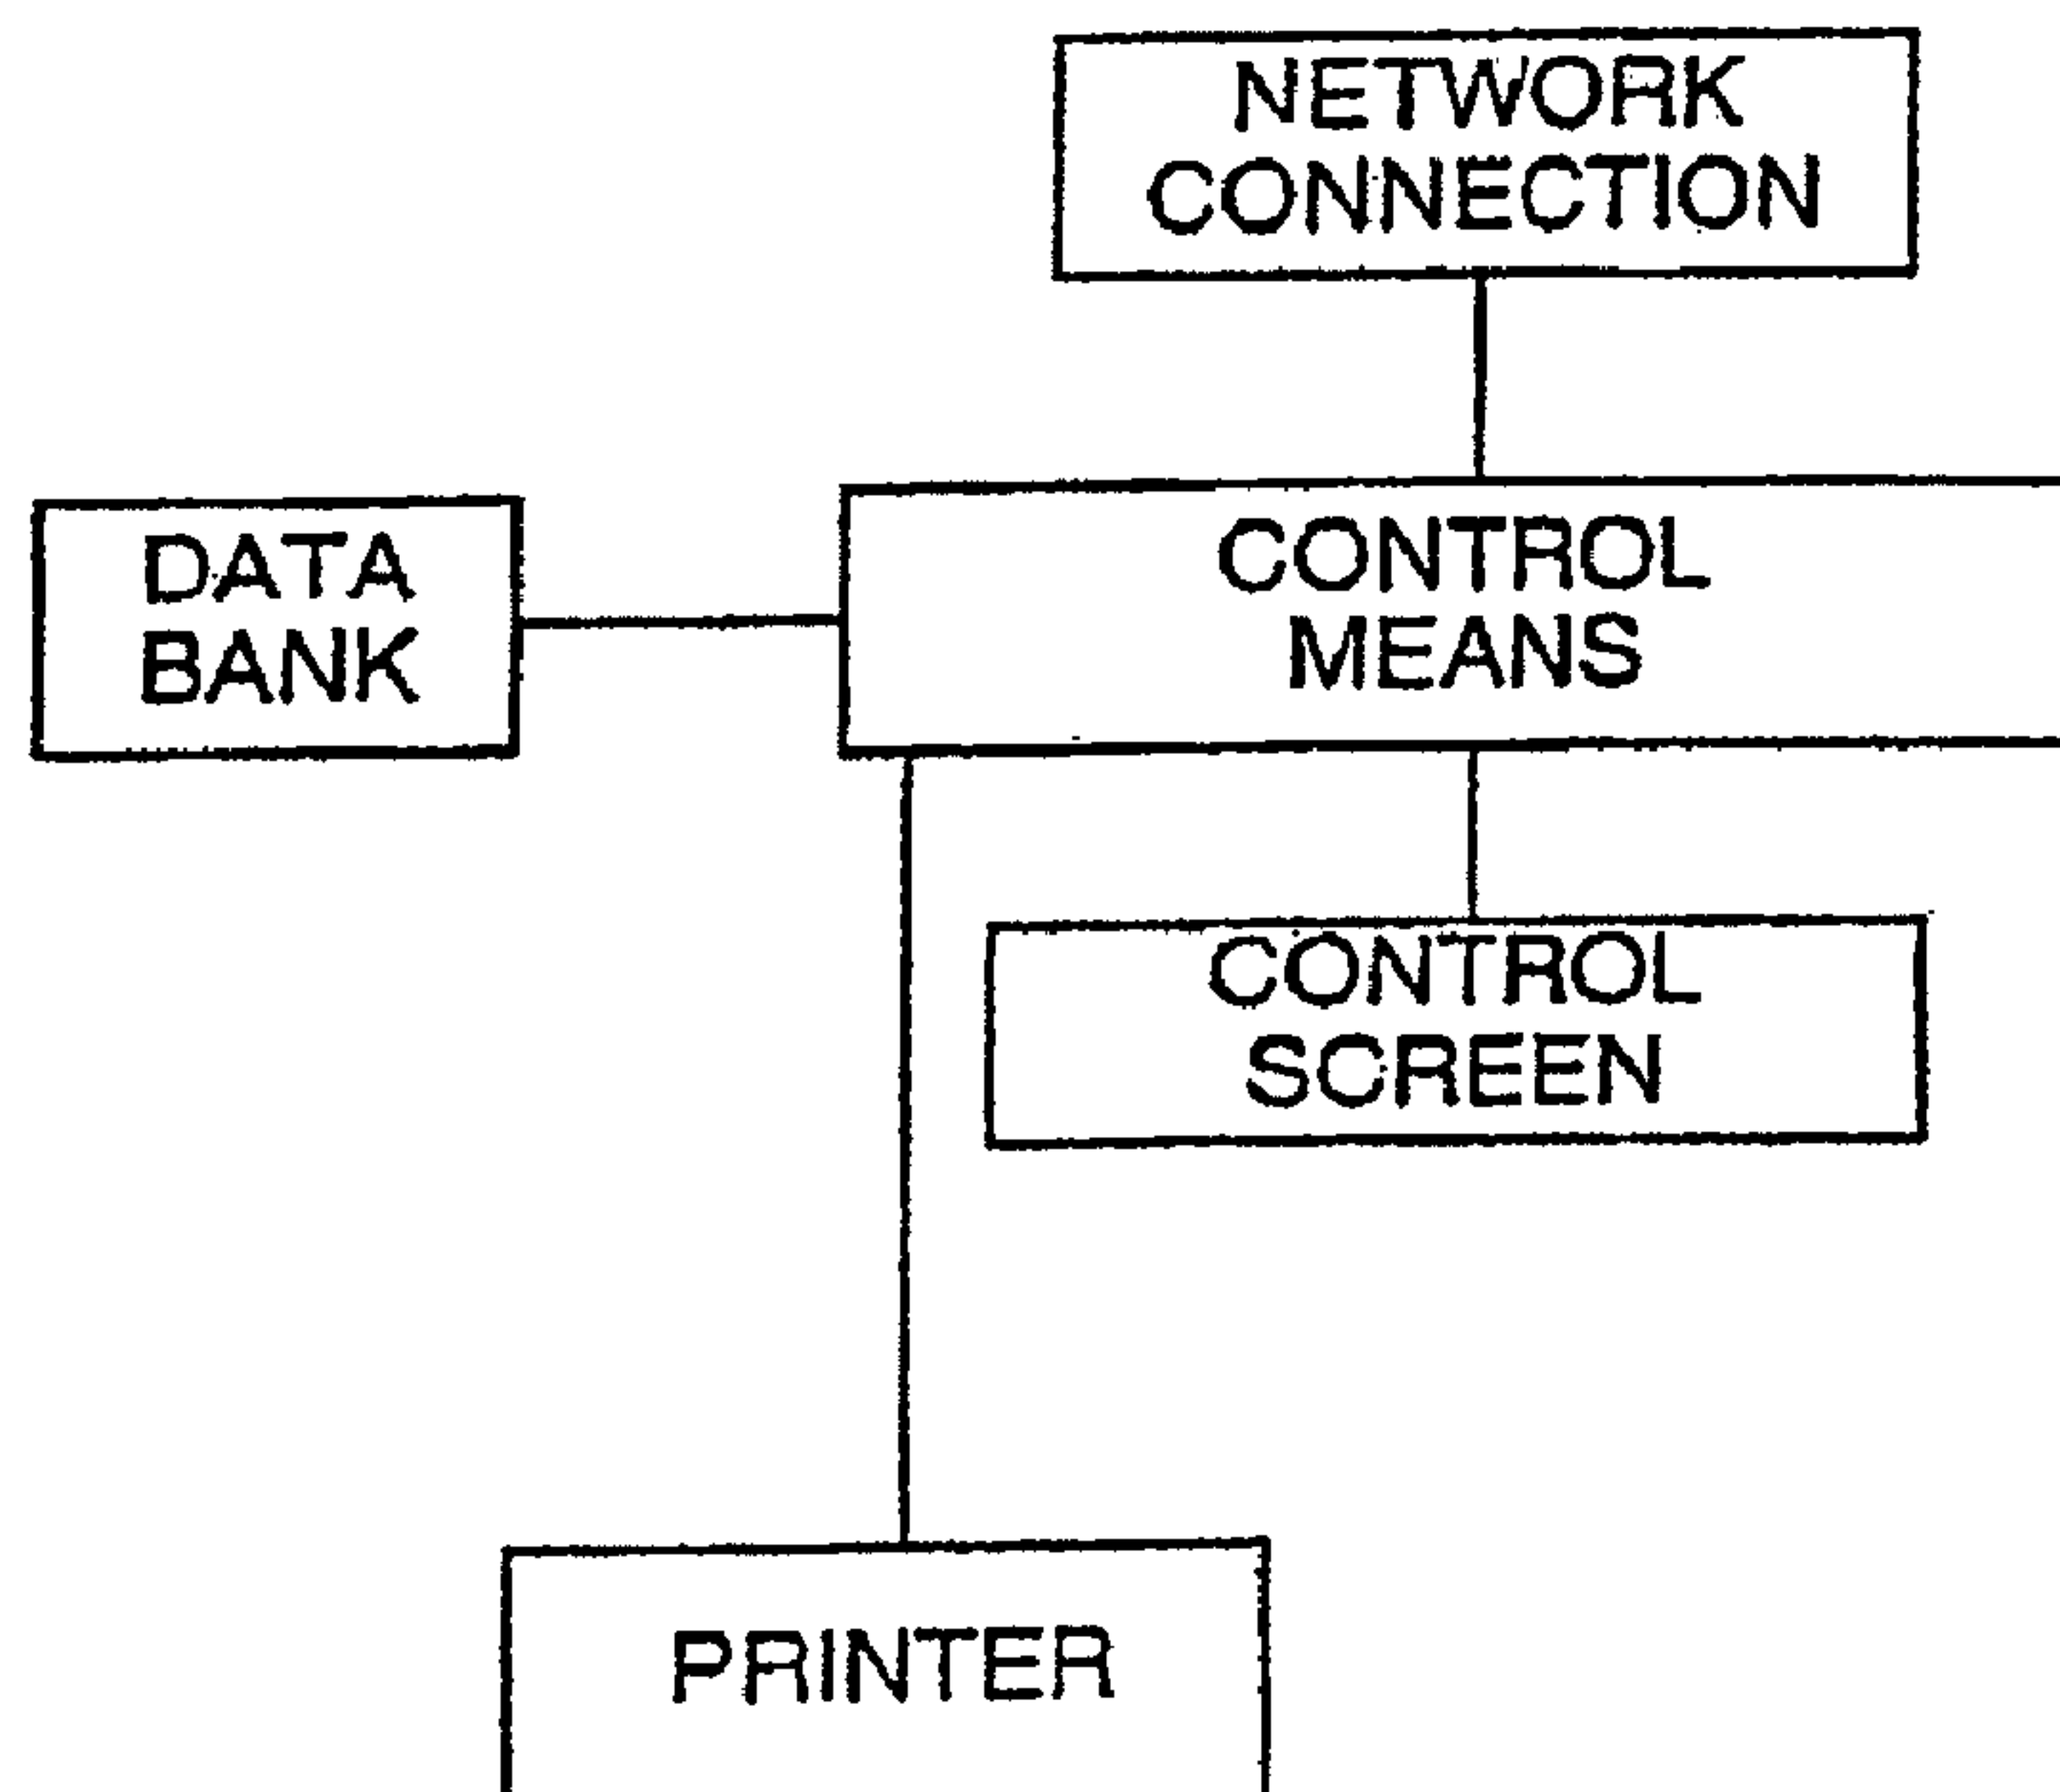 NETWORK
CONNECTION
DATA
BANK
CONTROL
MEANS
CONTROL
SCREEN
PRINTER